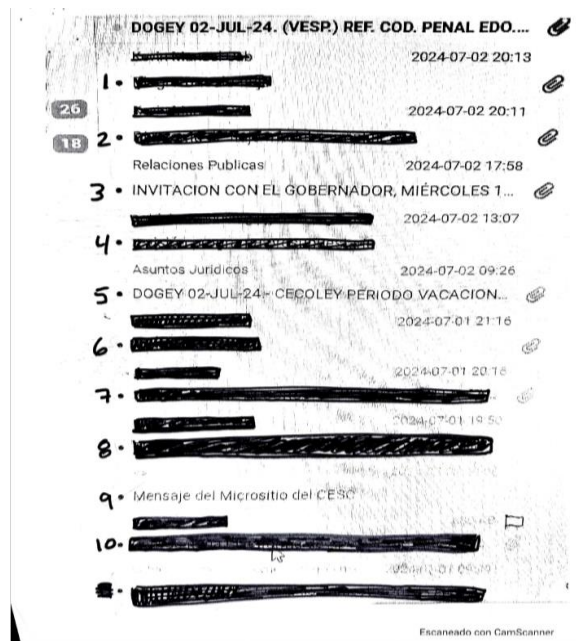 DOGEY 02-JUL-24. (VESP.) REF. COD. PENAL EDO....
2024-07-02 20:13
1.
26
2024-07-02 20:11
18 2.
Relaciones Publicas 2024-07-02 17:58
3. INVITACION CON EL GOBERNADOR, MIÉRCOLES 1...
2024-07-02 13:07
4.
Asuntos Juridicos 2024-07-02 09:26
5. DOGEY 02-JUL-24 - CECOLEY PERIODO VACACION...
2024-07-01 21:16
6.
2024-07-01 20:16
7.
2024-07-01 19:50
8.
9. Mensaje del Micrositio del CESC
10.
Escaneado con CamScanner